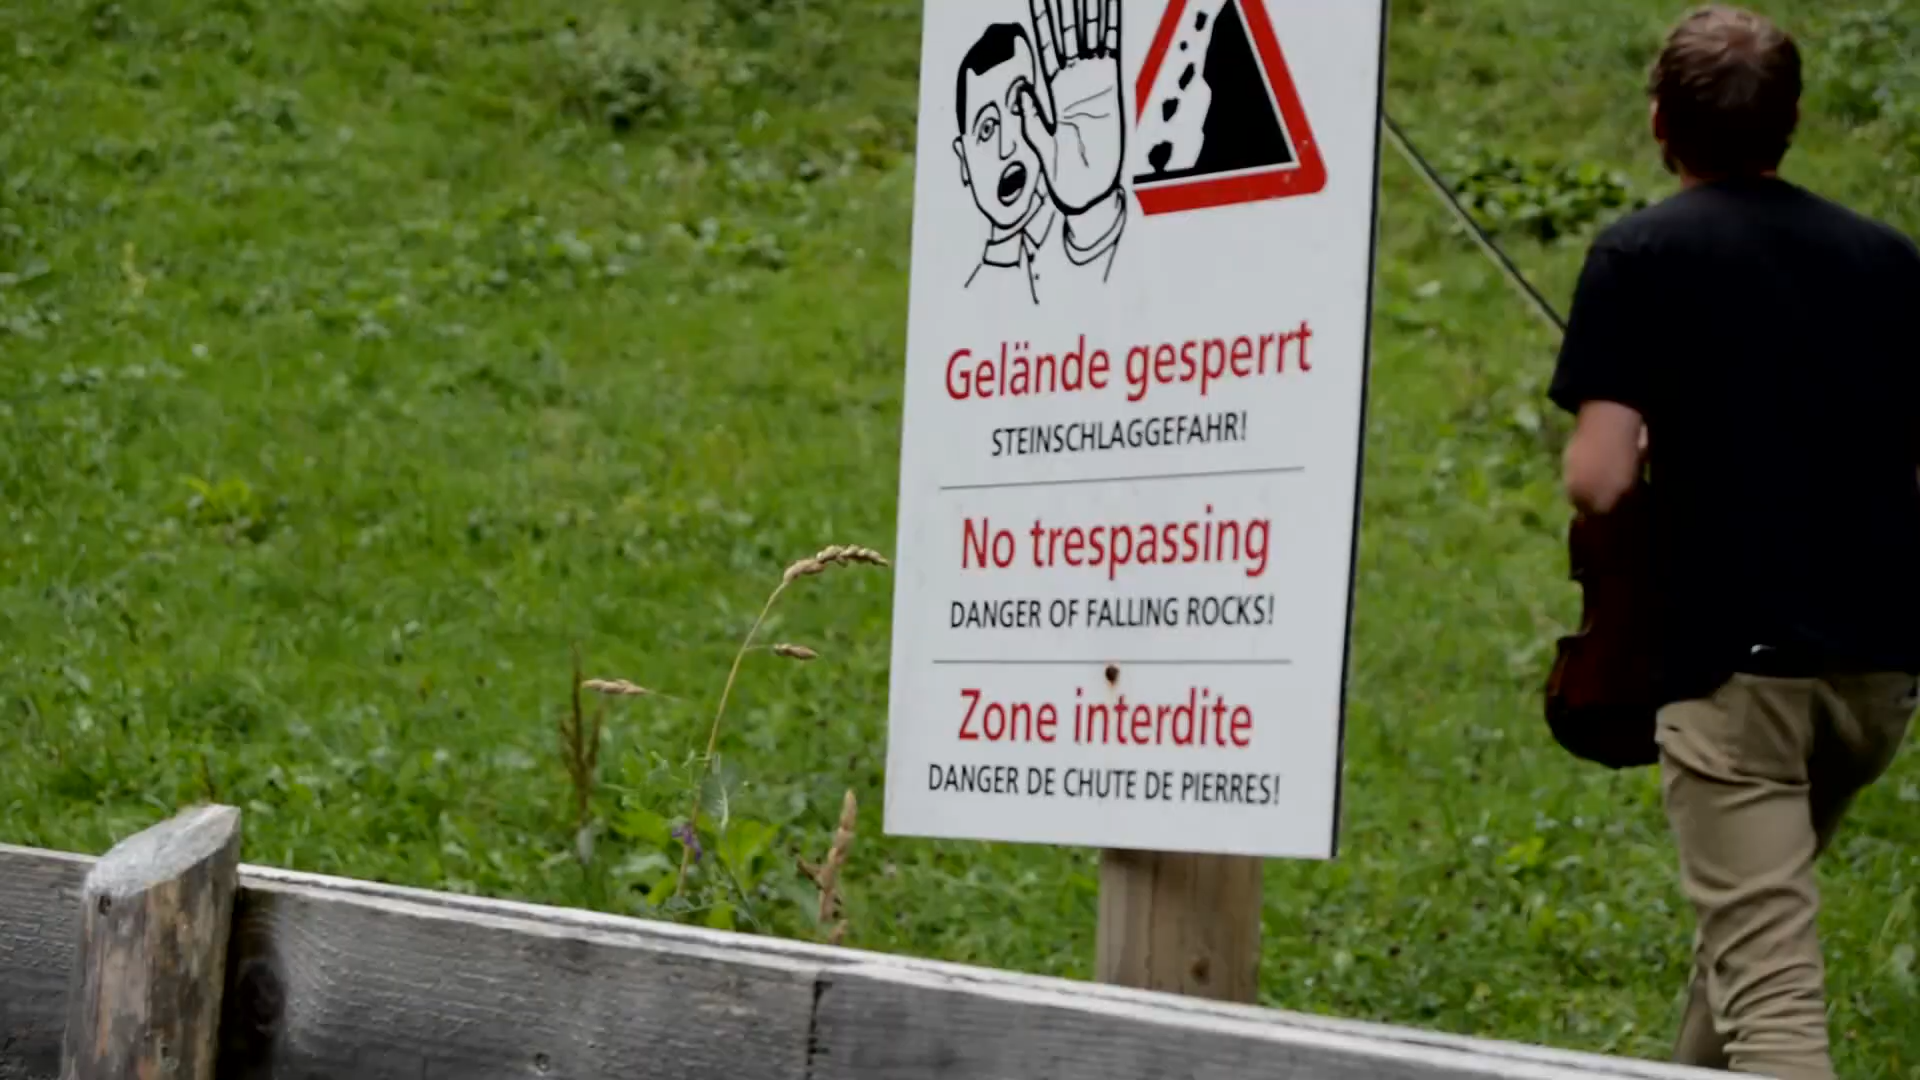 Gelände gesperrt
STEINSCHLAGGEFAHR!
No trespassing
DANGER OF FALLING ROCKS!
Zone interdite
DANGER DE CHUTE DE PIERRES!